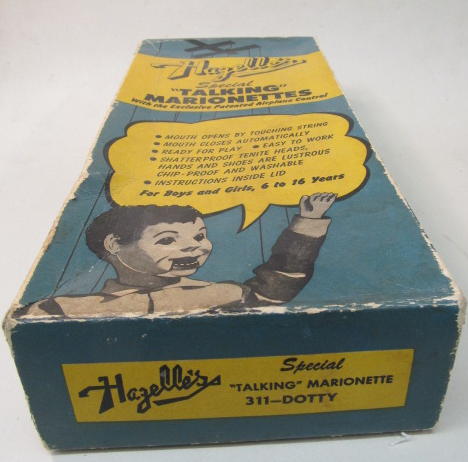 Hazelle's
Special
"TALKING"
MARIONETTES
With the Exclusive Patented Airplane Control
• MOUTH OPENS BY TOUCHING STRING
• MOUTH CLOSES AUTOMATICALLY
• READY FOR PLAY • EASY TO WORK
• SHATTERPROOF TENITE HEADS,
HANDS AND SHOES ARE LUSTROUS
CHIP-PROOF AND WASHABLE
• INSTRUCTIONS INSIDE LID
For Boys and Girls, 6 to 16 Years
Hazelle's
Special
"TALKING" MARIONETTE
311—DOTTY